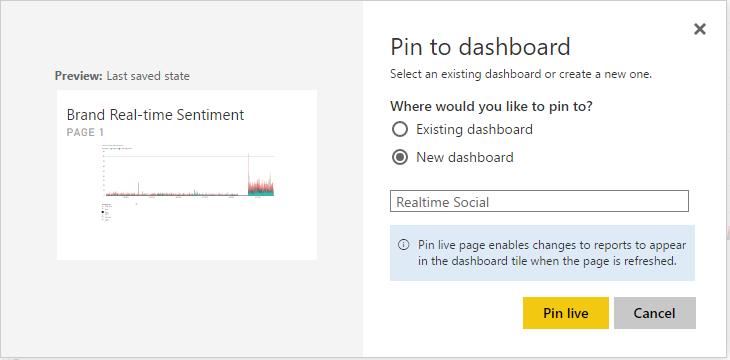 Pin to dashboard
Select an existing dashboard or create a new one.
Preview: Last saved state
Brand Real-time Sentiment
PAGE 1
Where would you like to pin to?
Existing dashboard
New dashboard
Realtime Social
Pin live page enables changes to reports to appear
in the dashboard tile when the page is refreshed.
Pin live
Cancel